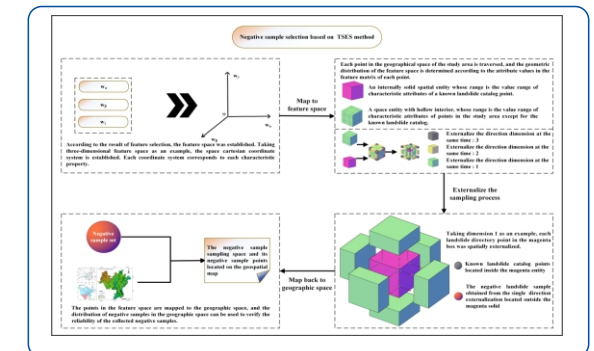 Negative sample selection based on TSES method
According to the result of feature selection, the feature space was established. Taking
three-dimensional feature space as an example, the space cartesian coordinate
system is established. Each coordinate system corresponds to each characteristic
property.
Map to
feature space
Each point in the geographical space of the study area is traversed, and the geometric
distribution of the feature space is determined according to the attribute values in the
feature matrix of each point.
An internally solid spatial entity whose range is the value range of
characteristic attributes of a known landslide catalog point.
A space entity with hollow interior, whose range is the value range of
characteristic attributes of points in the study area except for the
known landslide catalog.
Externalize the direction dimension at the
same time : 3
Externalize the direction dimension at the
same time : 2
Externalize the direction dimension at the
same time : 1
Externalize the
sampling process
Taking dimension 1 as an example, each
landslide directory point in the magenta
box was spatially externalized.
Known landslide catalog points
located inside the magenta entity
The negative landslide sample
obtained from the single direction
externalization located outside the
magenta solid
Map back to
geographic space
Negative
sample set
The negative sample
sampling space and its
negative sample points
located on the geospatial
map
The points in the feature space are mapped to the geographic space, and the
distribution of negative samples in the geographic space can be used to verify the
reliability of the collected negative samples.